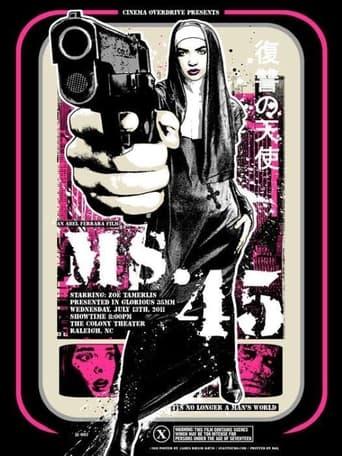 CINEMA OVERDRIVE PRESENTS
復讐の天使
AN ABEL FERRARA FILM
MS. 45
STARRING: ZOE TAMERLIS
PRESENTED IN GLORIOUS 35MM
WEDNESDAY, JULY 13TH, 2011
SHOWTIME 8:00PM
THE COLONY THEATER
RALEIGH, NC
IT'S NO LONGER A MAN'S WORLD
X
WARNING: THIS FILM CONTAINS SCENES
WHICH MAY BE TOO INTENSE FOR
PERSONS UNDER THE AGE OF SEVENTEEN